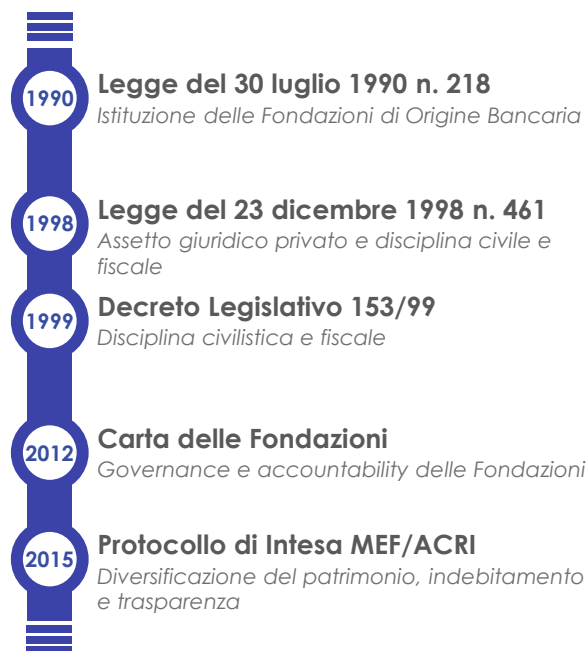 1990
Legge del 30 luglio 1990 n. 218
Istituzione delle Fondazioni di Origine Bancaria
1998
Legge del 23 dicembre 1998 n. 461
Assetto giuridico privato e disciplina civile e
fiscale
1999
Decreto Legislativo 153/99
Disciplina civilistica e fiscale
2012
Carta delle Fondazioni
Governance e accountability delle Fondazioni
2015
Protocollo di Intesa MEF/ACRI
Diversificazione del patrimonio, indebitamento
e trasparenza